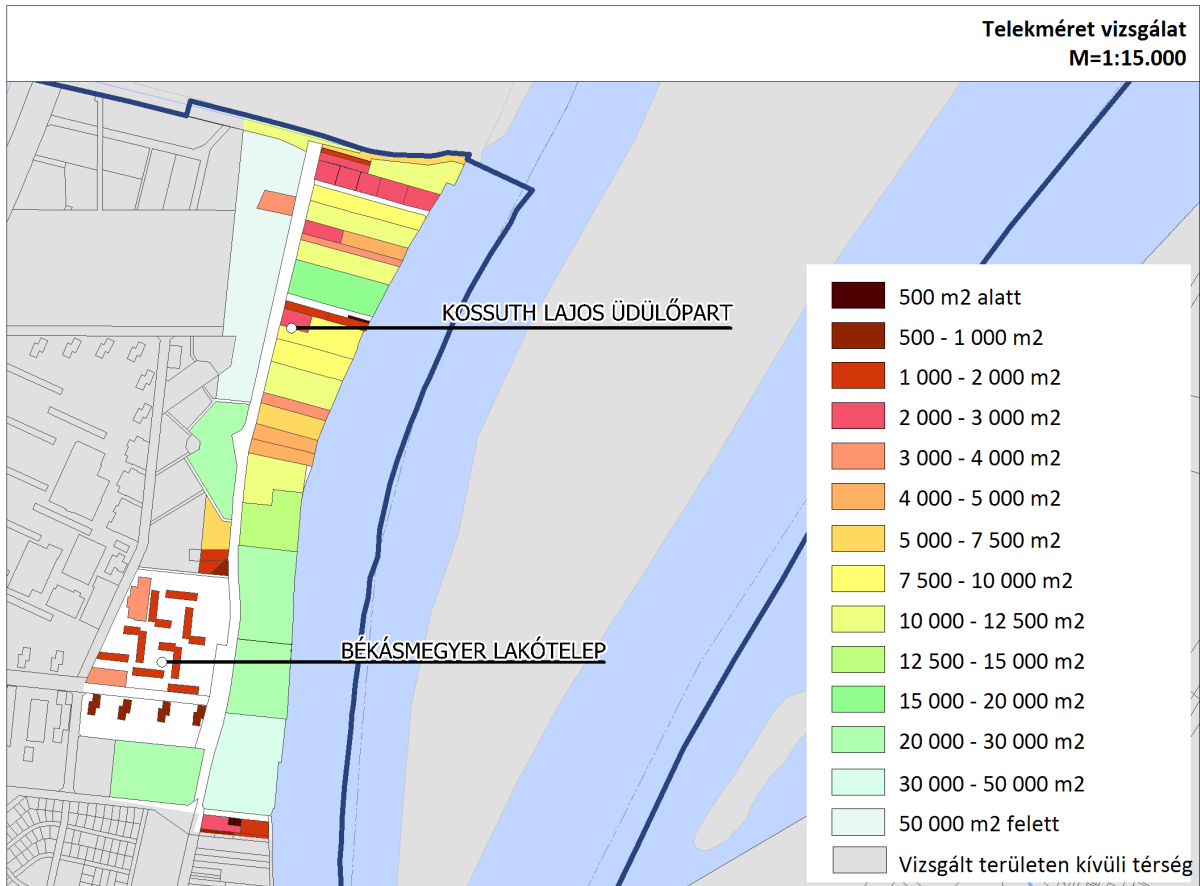 Telekméret vizsgálat
M=1:15.000
KOSSUTH LAJOS ÜDÜLŐPART
BÉKÁSMEGYER LAKÓTELEP
500 m2 alatt
500 - 1 000 m2
1 000 - 2 000 m2
2 000 - 3 000 m2
3 000 - 4 000 m2
4 000 - 5 000 m2
5 000 - 7 500 m2
7 500 - 10 000 m2
10 000 - 12 500 m2
12 500 - 15 000 m2
15 000 - 20 000 m2
20 000 - 30 000 m2
30 000 - 50 000 m2
50 000 m2 felett
Vizsgált területen kívüli térség